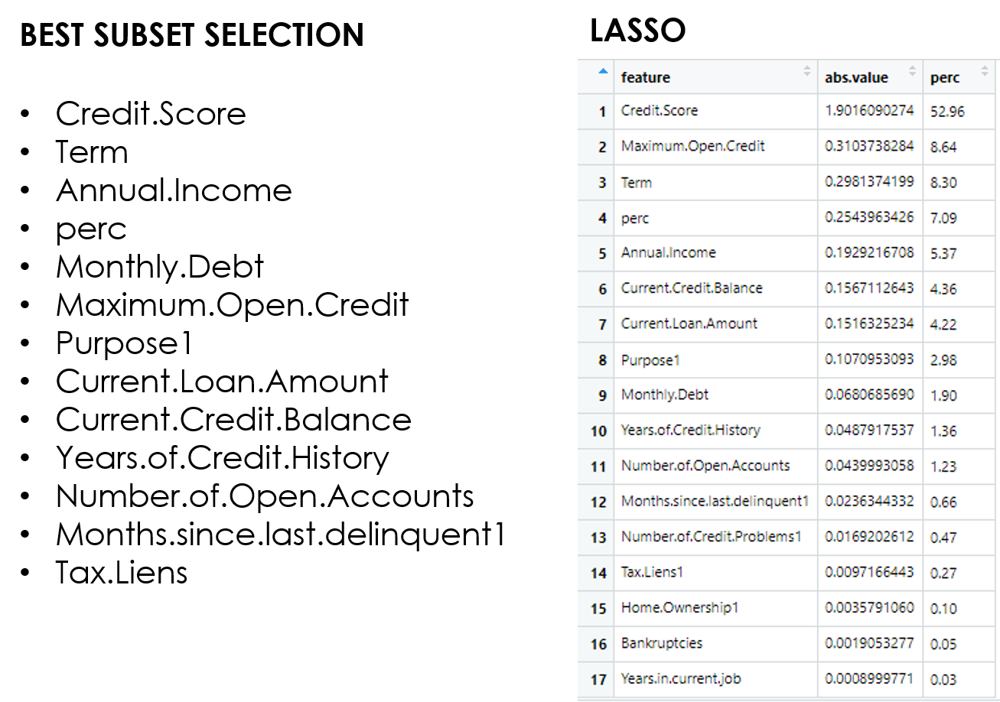 BEST SUBSET SELECTION
• Credit.Score
• Term
• Annual.Income
• perc
• Monthly.Debt
• Maximum.Open.Credit
• Purpose1
• Current.Loan.Amount
• Current.Credit.Balance
• Years.of.Credit.History
• Number.of.Open.Accounts
• Months.since.last.delinquent1
• Tax.Liens
LASSO
feature abs.value perc
1 Credit.Score 1.9016090274 52.96
2 Maximum.Open.Credit 0.3103738284 8.64
3 Term 0.2981374199 8.30
4 perc 0.2543963426 7.09
5 Annual.Income 0.1929216708 5.37
6 Current.Credit.Balance 0.1567112643 4.36
7 Current.Loan.Amount 0.1516325234 4.22
8 Purpose1 0.1070953093 2.98
9 Monthly.Debt 0.0680685690 1.90
10 Years.of.Credit.History 0.0487917537 1.36
11 Number.of.Open.Accounts 0.0439993058 1.23
12 Months.since.last.delinquent1 0.0236344332 0.66
13 Number.of.Credit.Problems1 0.0169202612 0.47
14 Tax.Liens1 0.0097166443 0.27
15 Home.Ownership1 0.0035791060 0.10
16 Bankruptcies 0.0019053277 0.05
17 Years.in.current.job 0.0008999771 0.03